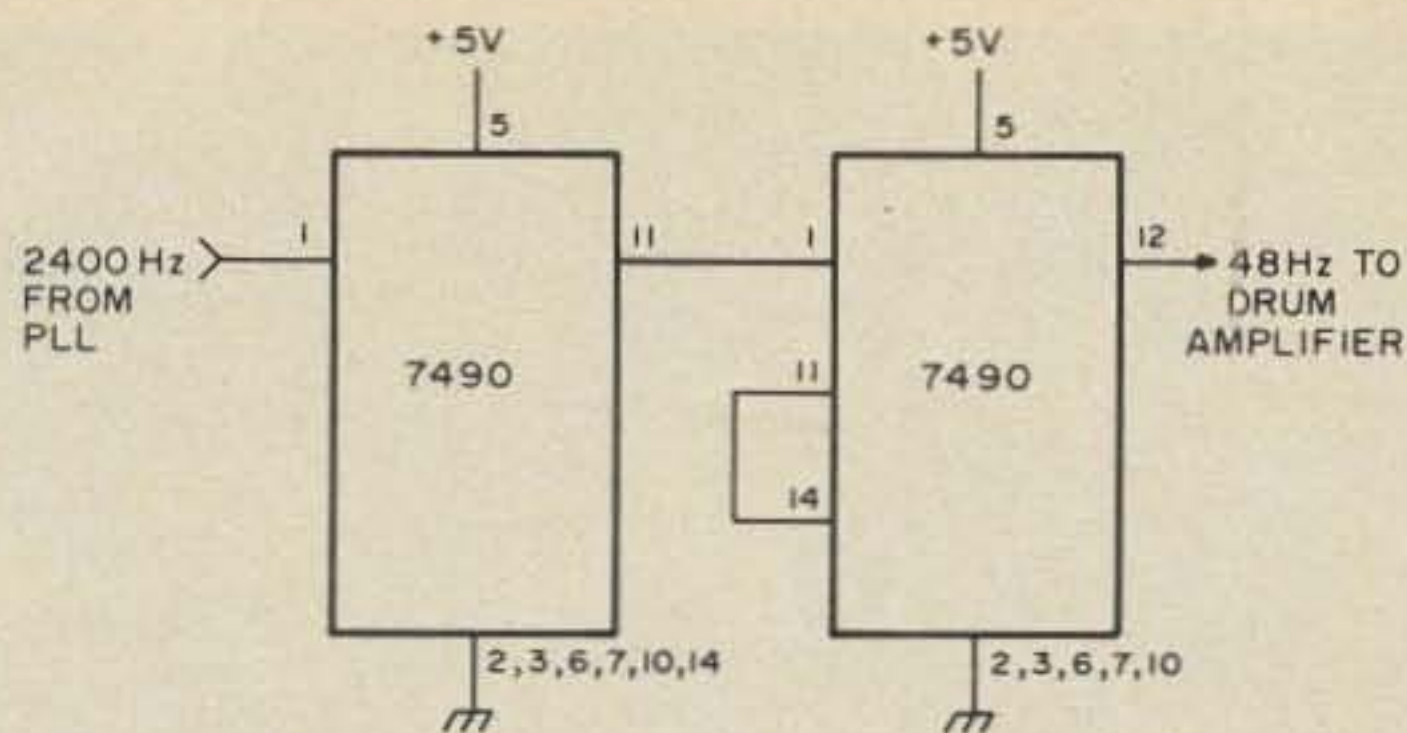 +5V
+5V
5
5
2400 Hz
FROM
PLL
1
11
1
12
48Hz TO
DRUM
AMPLIFIER
7490
11
7490
14
2,3,6,7,10,14
2,3,6,7,10